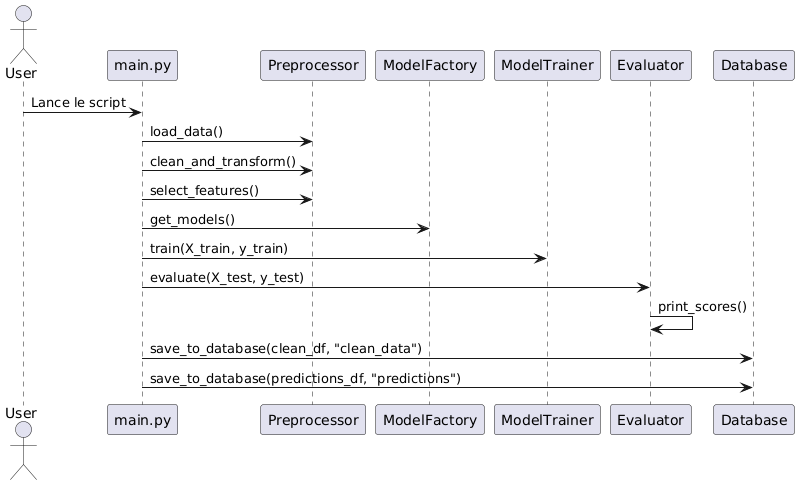 User
main.py
Preprocessor
ModelFactory
ModelTrainer
Evaluator
Database
Lance le script
load_data()
clean_and_transform()
select_features()
get_models()
train(X_train, y_train)
evaluate(X_test, y_test)
print_scores()
save_to_database(clean_df, "clean_data")
save_to_database(predictions_df, "predictions")
User
main.py
Preprocessor
ModelFactory
ModelTrainer
Evaluator
Database